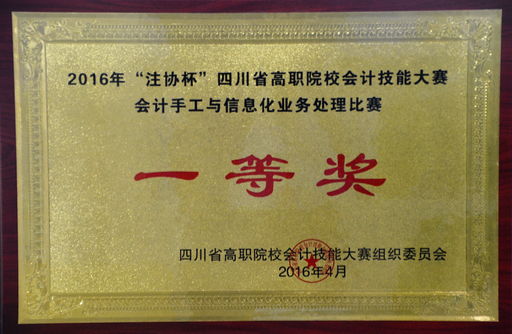 2016年“注协杯”四川省高职院校会计技能大赛
会计手工与信息化业务处理比赛
一等奖
四川省高职院校会计技能大赛组织委员会
2016年4月